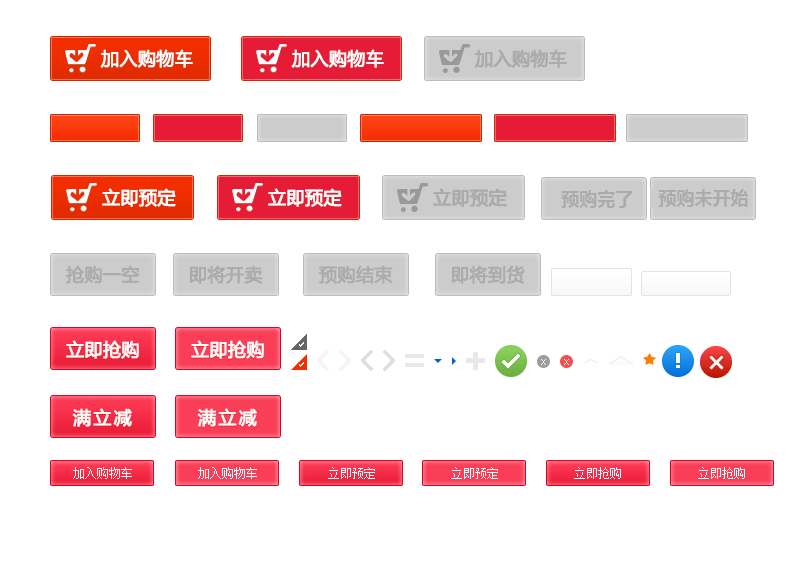 加入购物车 加入购物车 加入购物车
立即预定 立即预定 立即预定 预购完了 预购未开始
抢购一空 即将开卖 预购结束 即将到货
立即抢购 立即抢购
满立减 满立减
加入购物车 加入购物车 立即预定 立即预定 立即抢购 立即抢购